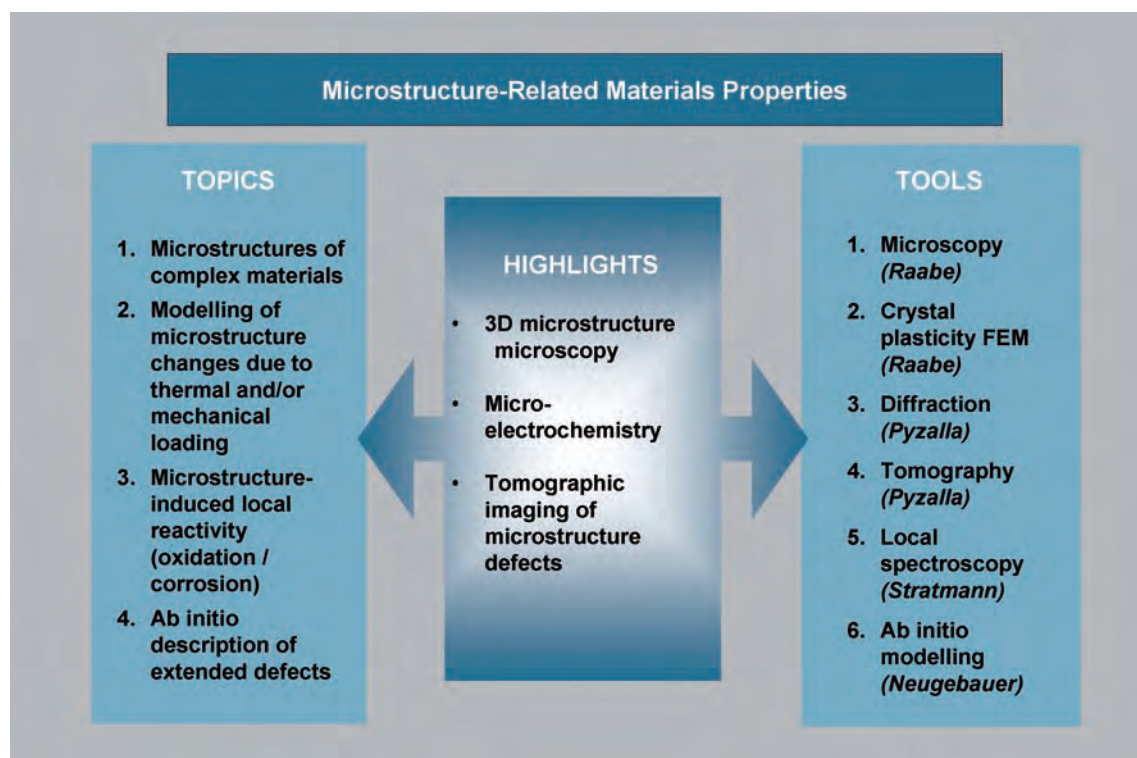 Microstructure-Related Materials Properties
TOPICS
1. Microstructures of
complex materials
2. Modelling of
microstructure
changes due to
thermal and/or
mechanical
loading
3. Microstructure-
induced local
reactivity
(oxidation /
corrosion)
4. Ab initio
description of
extended defects
HIGHLIGHTS
• 3D microstructure
microscopy
• Micro-
electrochemistry
• Tomographic
imaging of
microstructure
defects
TOOLS
1. Microscopy
(Raabe)
2. Crystal
plasticity FEM
(Raabe)
3. Diffraction
(Pyzalla)
4. Tomography
(Pyzalla)
5. Local
spectroscopy
(Stratmann)
6. Ab initio
modelling
(Neugebauer)